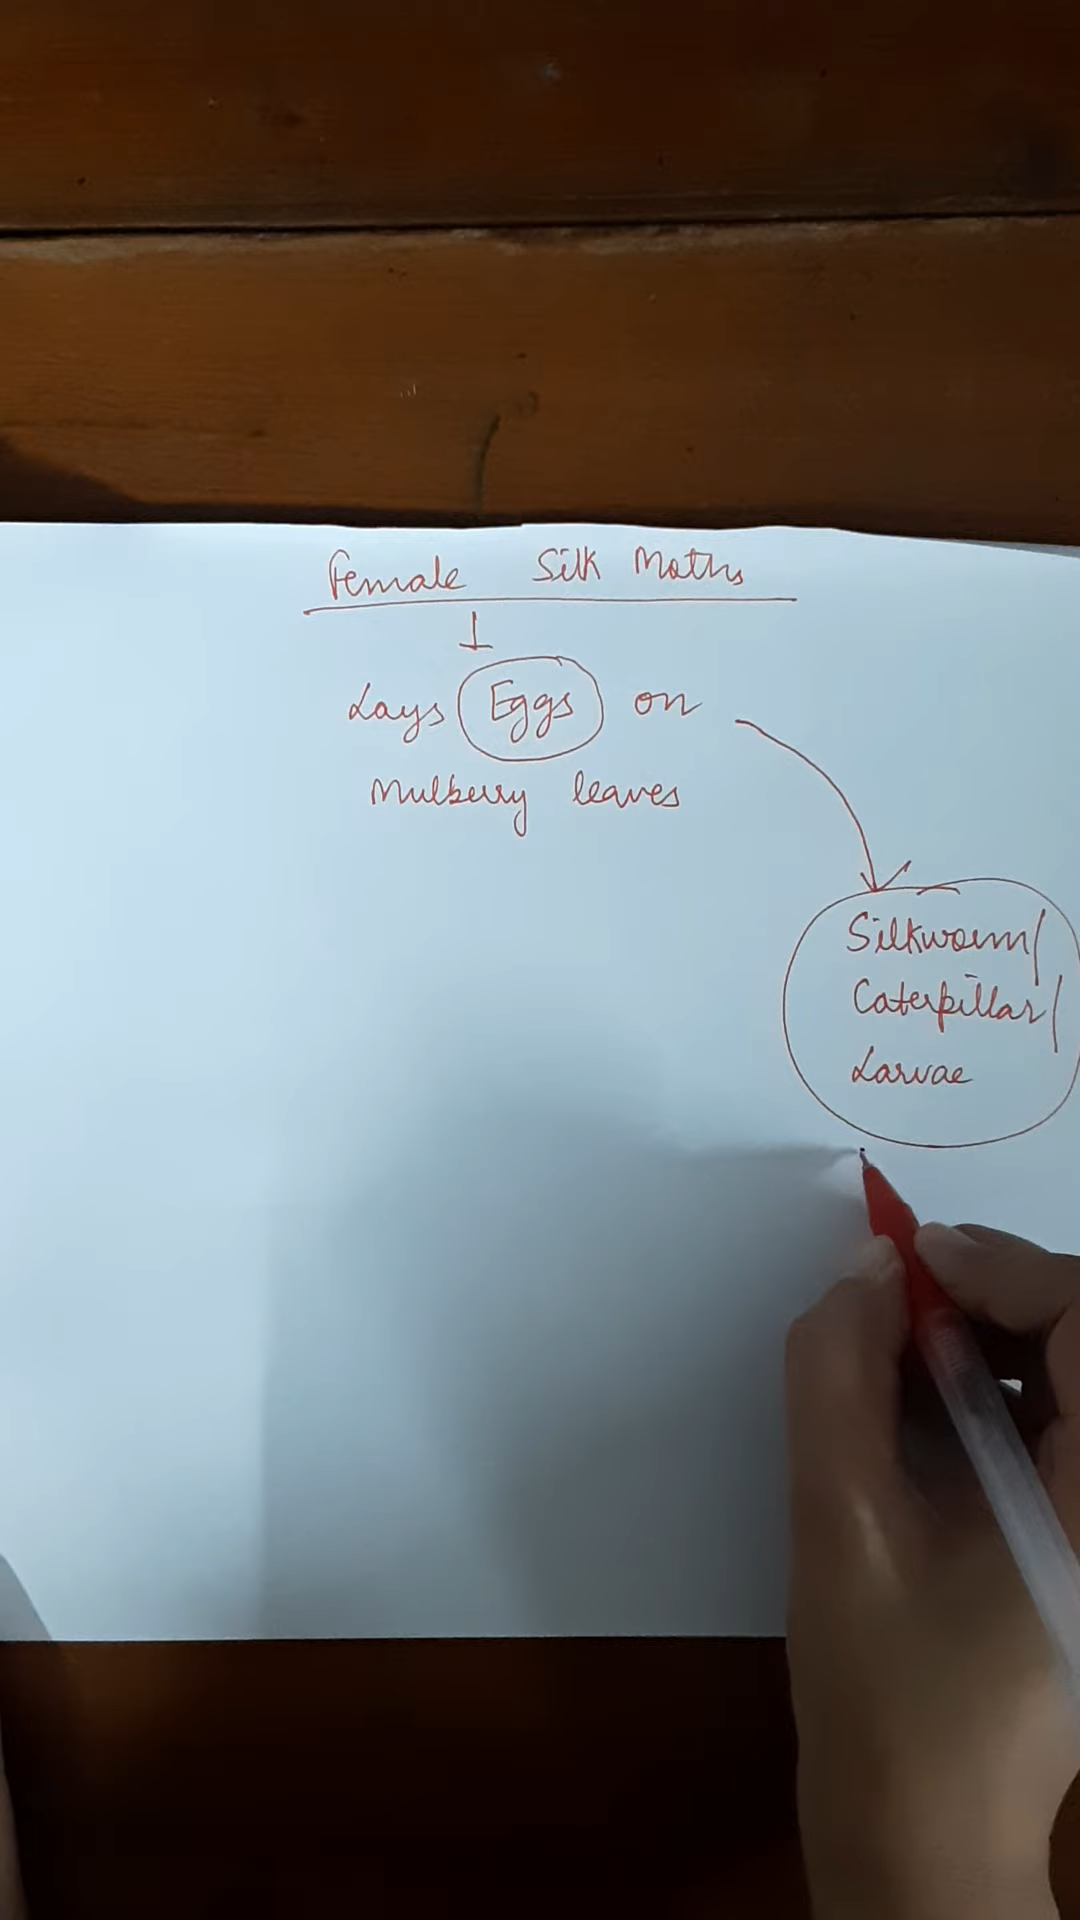 Female Silk Moths
Lays Eggs on
Mulberry leaves
Silkworm/
Caterpillar/
Larvae